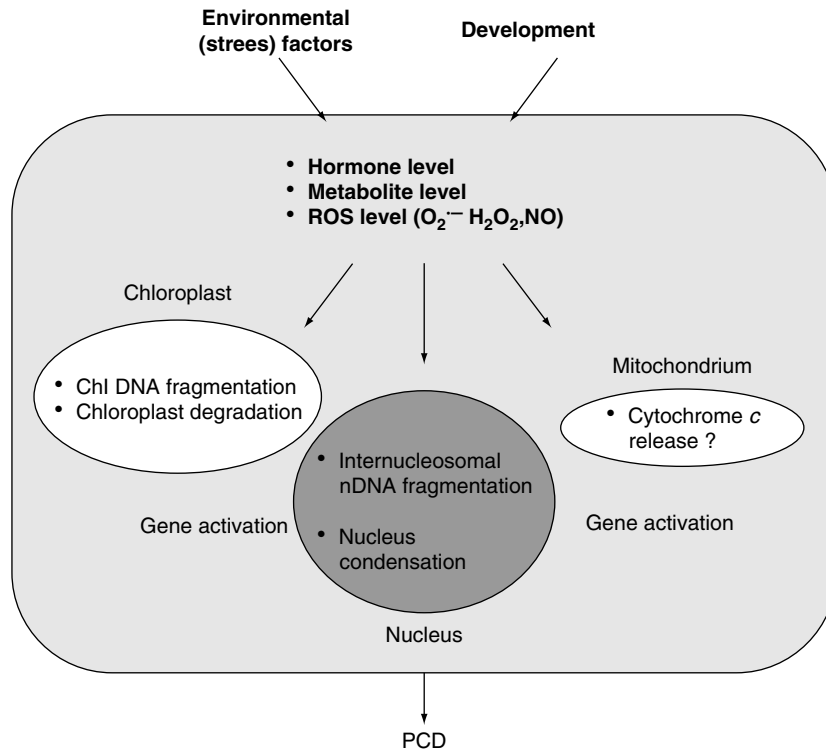 Environmental
(strees) factors
Development
• Hormone level
• Metabolite level
• ROS level (O₂·– H₂O₂,NO)
Chloroplast
• Chl DNA fragmentation
• Chloroplast degradation
Mitochondrium
• Cytochrome c
release ?
• Internucleosomal
nDNA fragmentation
• Nucleus
condensation
Gene activation
Gene activation
Nucleus
PCD